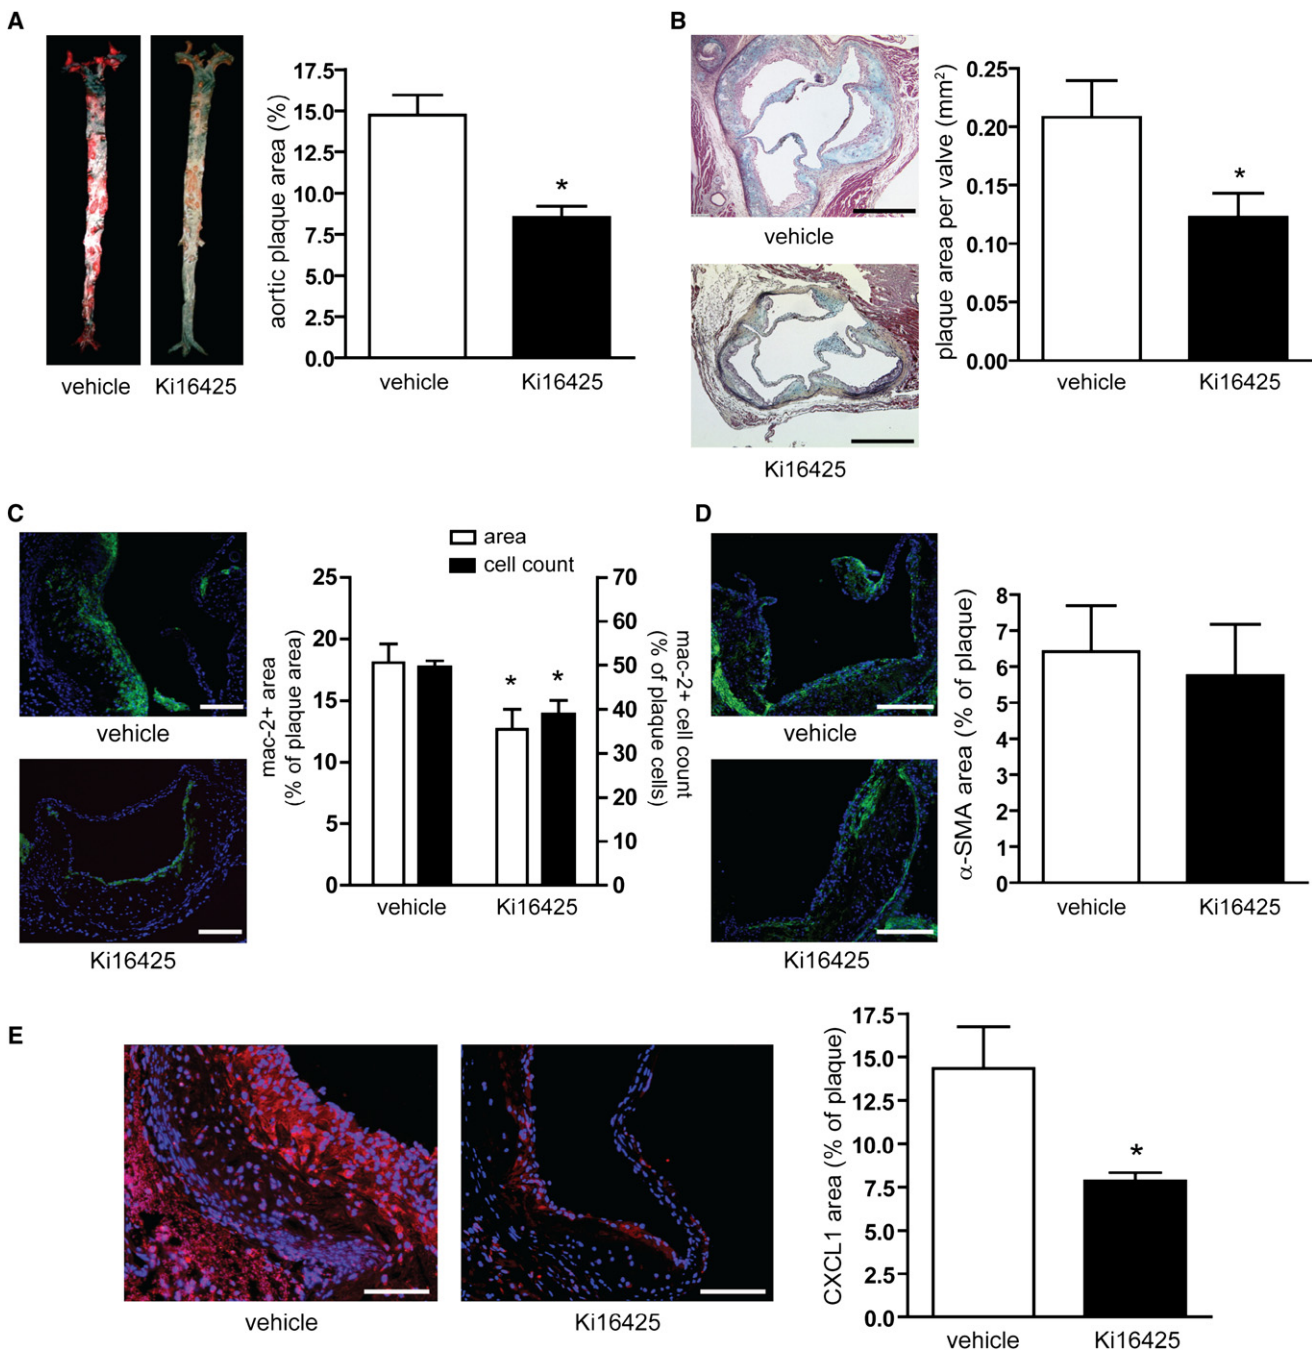 A
vehicle
Ki16425
aortic plaque area (%)
17.5
15.0
12.5
10.0
7.5
5.0
2.5
0.0
*
vehicle
Ki16425
B
vehicle
Ki16425
plaque area per valve (mm²)
0.25
0.20
0.15
0.10
0.05
0.00
*
vehicle
Ki16425
C
vehicle
Ki16425
area
cell count
mac-2+ area
(% of plaque area)
25
20
15
10
5
0
* *
70
60
50
40
30
20
10
0
mac-2+ cell count
(% of plaque cells)
vehicle
Ki16425
D
vehicle
Ki16425
α-SMA area (% of plaque)
8
7
6
5
4
3
2
1
0
vehicle
Ki16425
E
vehicle
Ki16425
CXCL1 area (% of plaque)
17.5
15.0
12.5
10.0
7.5
5.0
2.5
0.0
*
vehicle
Ki16425